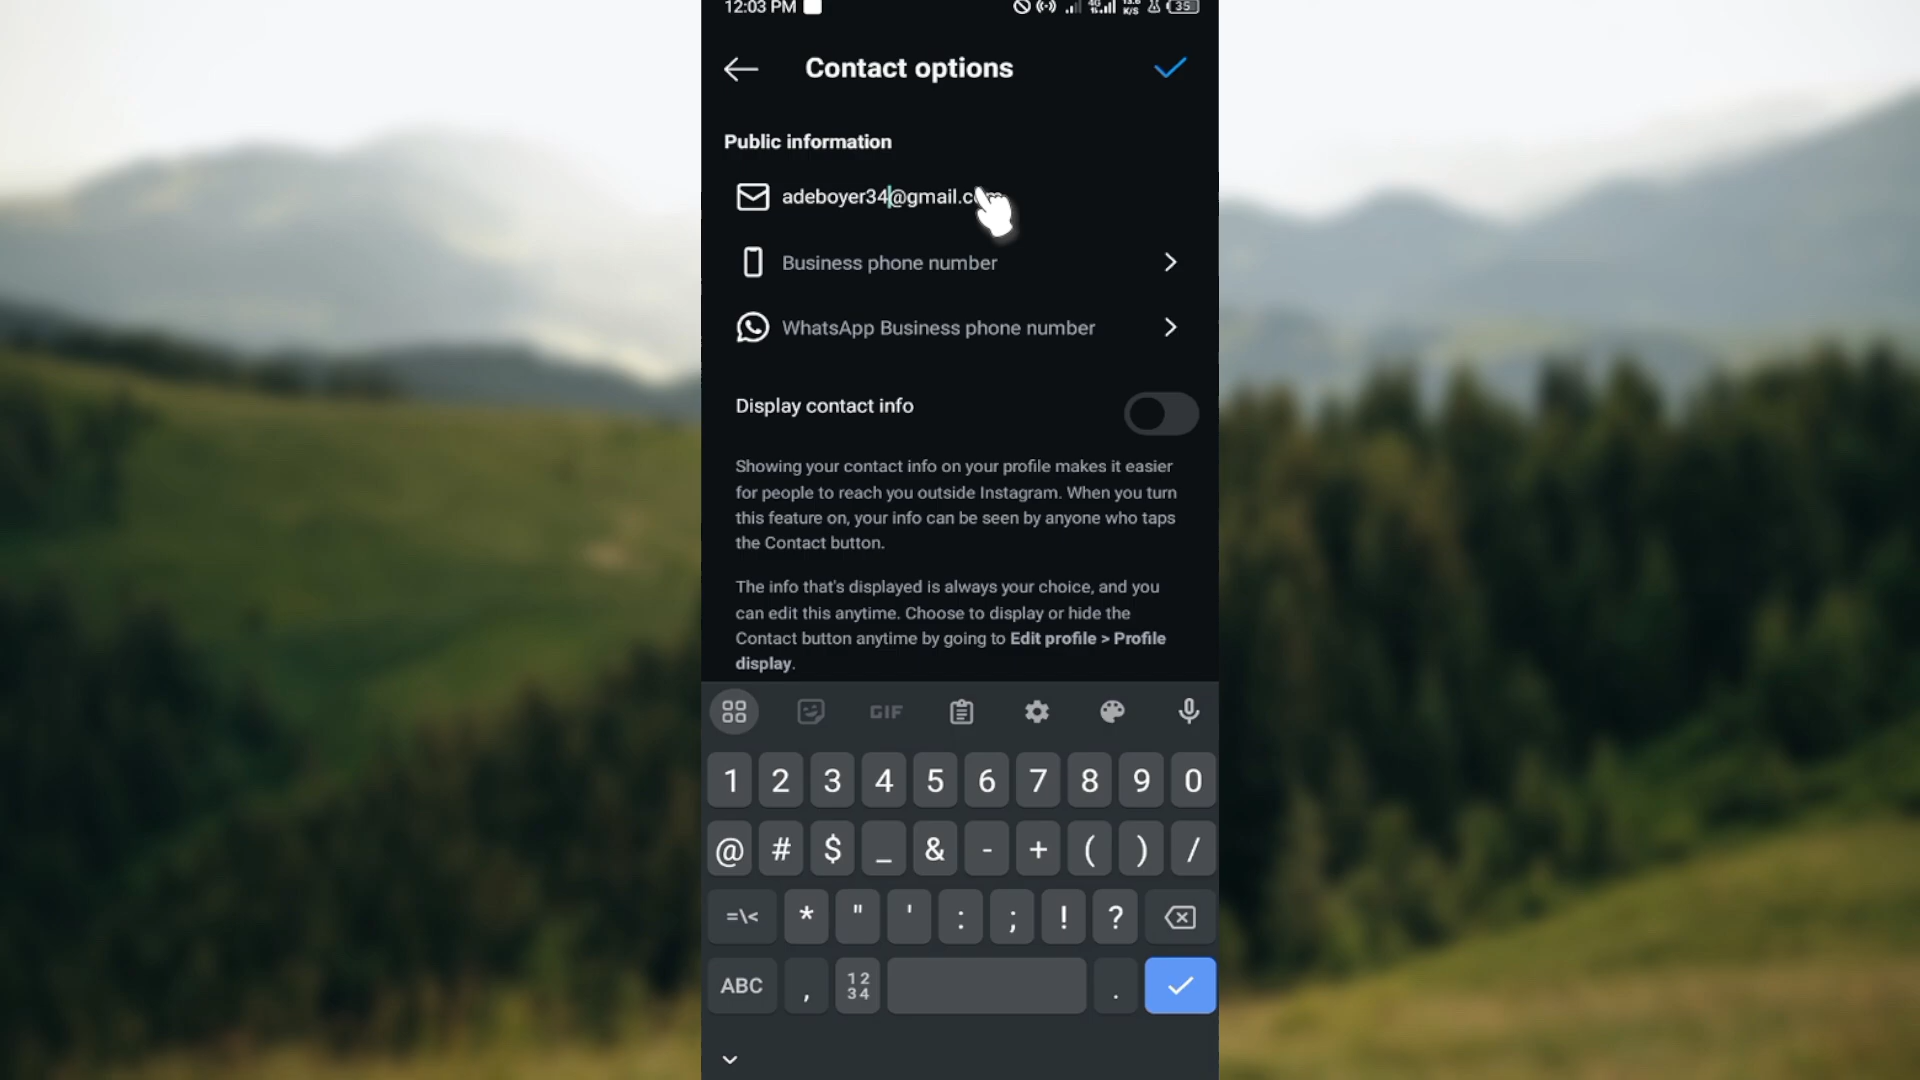 12:03 PM 4G 13.6 K/S 35
Contact options
Public information
adeboyer34@gmail.com
Business phone number
WhatsApp Business phone number
Display contact info
Showing your contact info on your profile makes it easier
for people to reach you outside Instagram. When you turn
this feature on, your info can be seen by anyone who taps
the Contact button.
The info that's displayed is always your choice, and you
can edit this anytime. Choose to display or hide the
Contact button anytime by going to Edit profile > Profile
display.
GIF
1 2 3 4 5 6 7 8 9 0
@ # $ _ & - + ( ) /
=\< * " ' : ; ! ?
ABC , 12 34 .